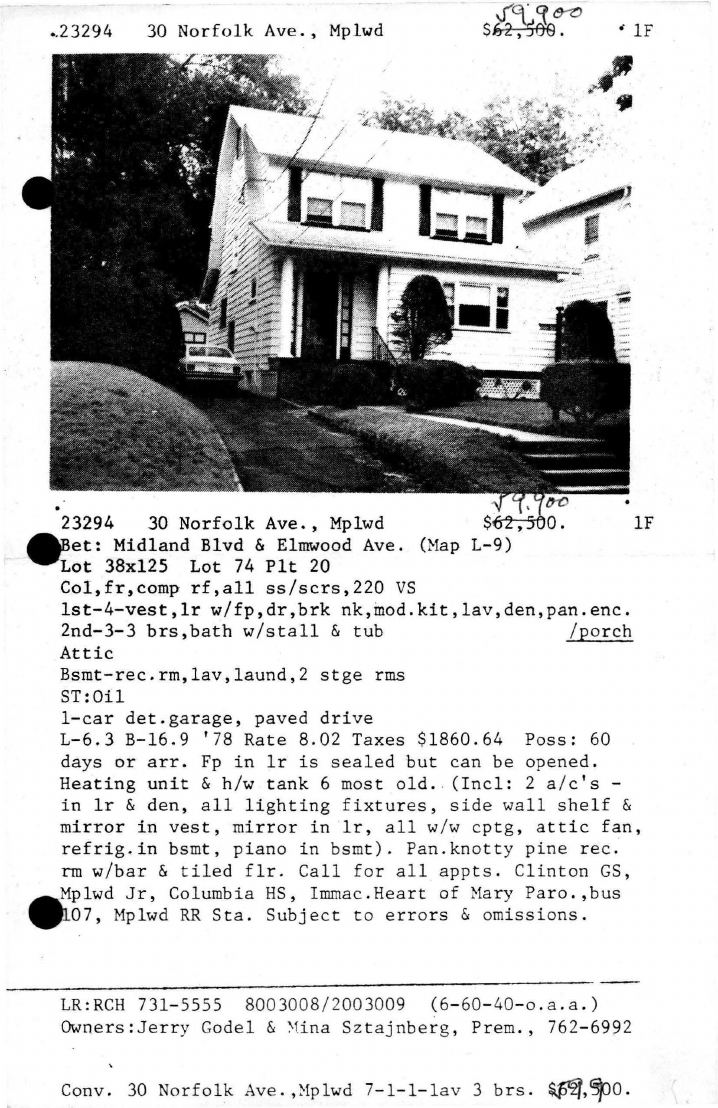 59,900
.23294 30 Norfolk Ave., Mplwd $62,500. 1F
59,900
23294 30 Norfolk Ave., Mplwd $62,500. 1F
Bet: Midland Blvd & Elmwood Ave. (Map L-9)
Lot 38x125 Lot 74 Plt 20
Col,fr,comp rf,all ss/scrs,220 VS
1st-4-vest,lr w/fp,dr,brk nk,mod.kit,lav,den,pan.enc.
2nd-3-3 brs,bath w/stall & tub /porch
Attic
Bsmt-rec.rm,lav,laund,2 stge rms
ST:Oil
1-car det.garage, paved drive
L-6.3 B-16.9 '78 Rate 8.02 Taxes $1860.64 Poss: 60
days or arr. Fp in lr is sealed but can be opened.
Heating unit & h/w tank 6 most old. (Incl: 2 a/c's -
in lr & den, all lighting fixtures, side wall shelf &
mirror in vest, mirror in lr, all w/w cptg, attic fan,
refrig.in bsmt, piano in bsmt). Pan.knotty pine rec.
rm w/bar & tiled flr. Call for all appts. Clinton GS,
Mplwd Jr, Columbia HS, Immac.Heart of Mary Paro.,bus
107, Mplwd RR Sta. Subject to errors & omissions.
LR:RCH 731-5555 8003008/2003009 (6-60-40-o.a.a.)
Owners:Jerry Godel & Mina Sztajnberg, Prem., 762-6992
Conv. 30 Norfolk Ave.,Mplwd 7-1-1-lav 3 brs. $62,500.